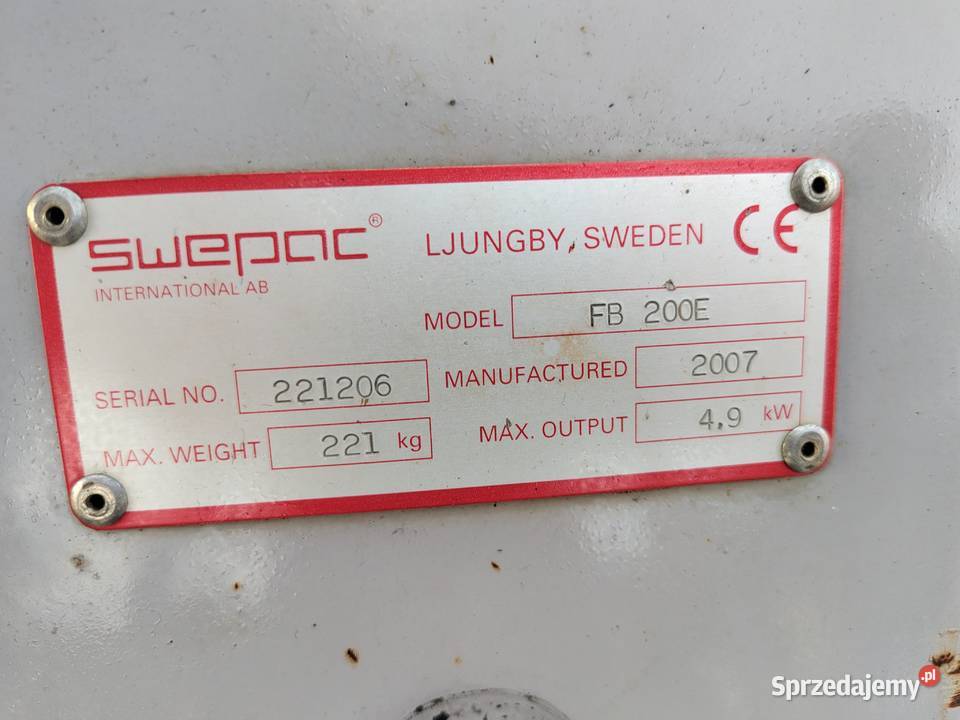 swepac® LJUNGBY, SWEDEN CE
INTERNATIONAL AB
MODEL FB 200E
SERIAL NO. 221206 MANUFACTURED 2007
MAX. WEIGHT 221 kg MAX. OUTPUT 4.9 kW
Sprzedajemy.pl